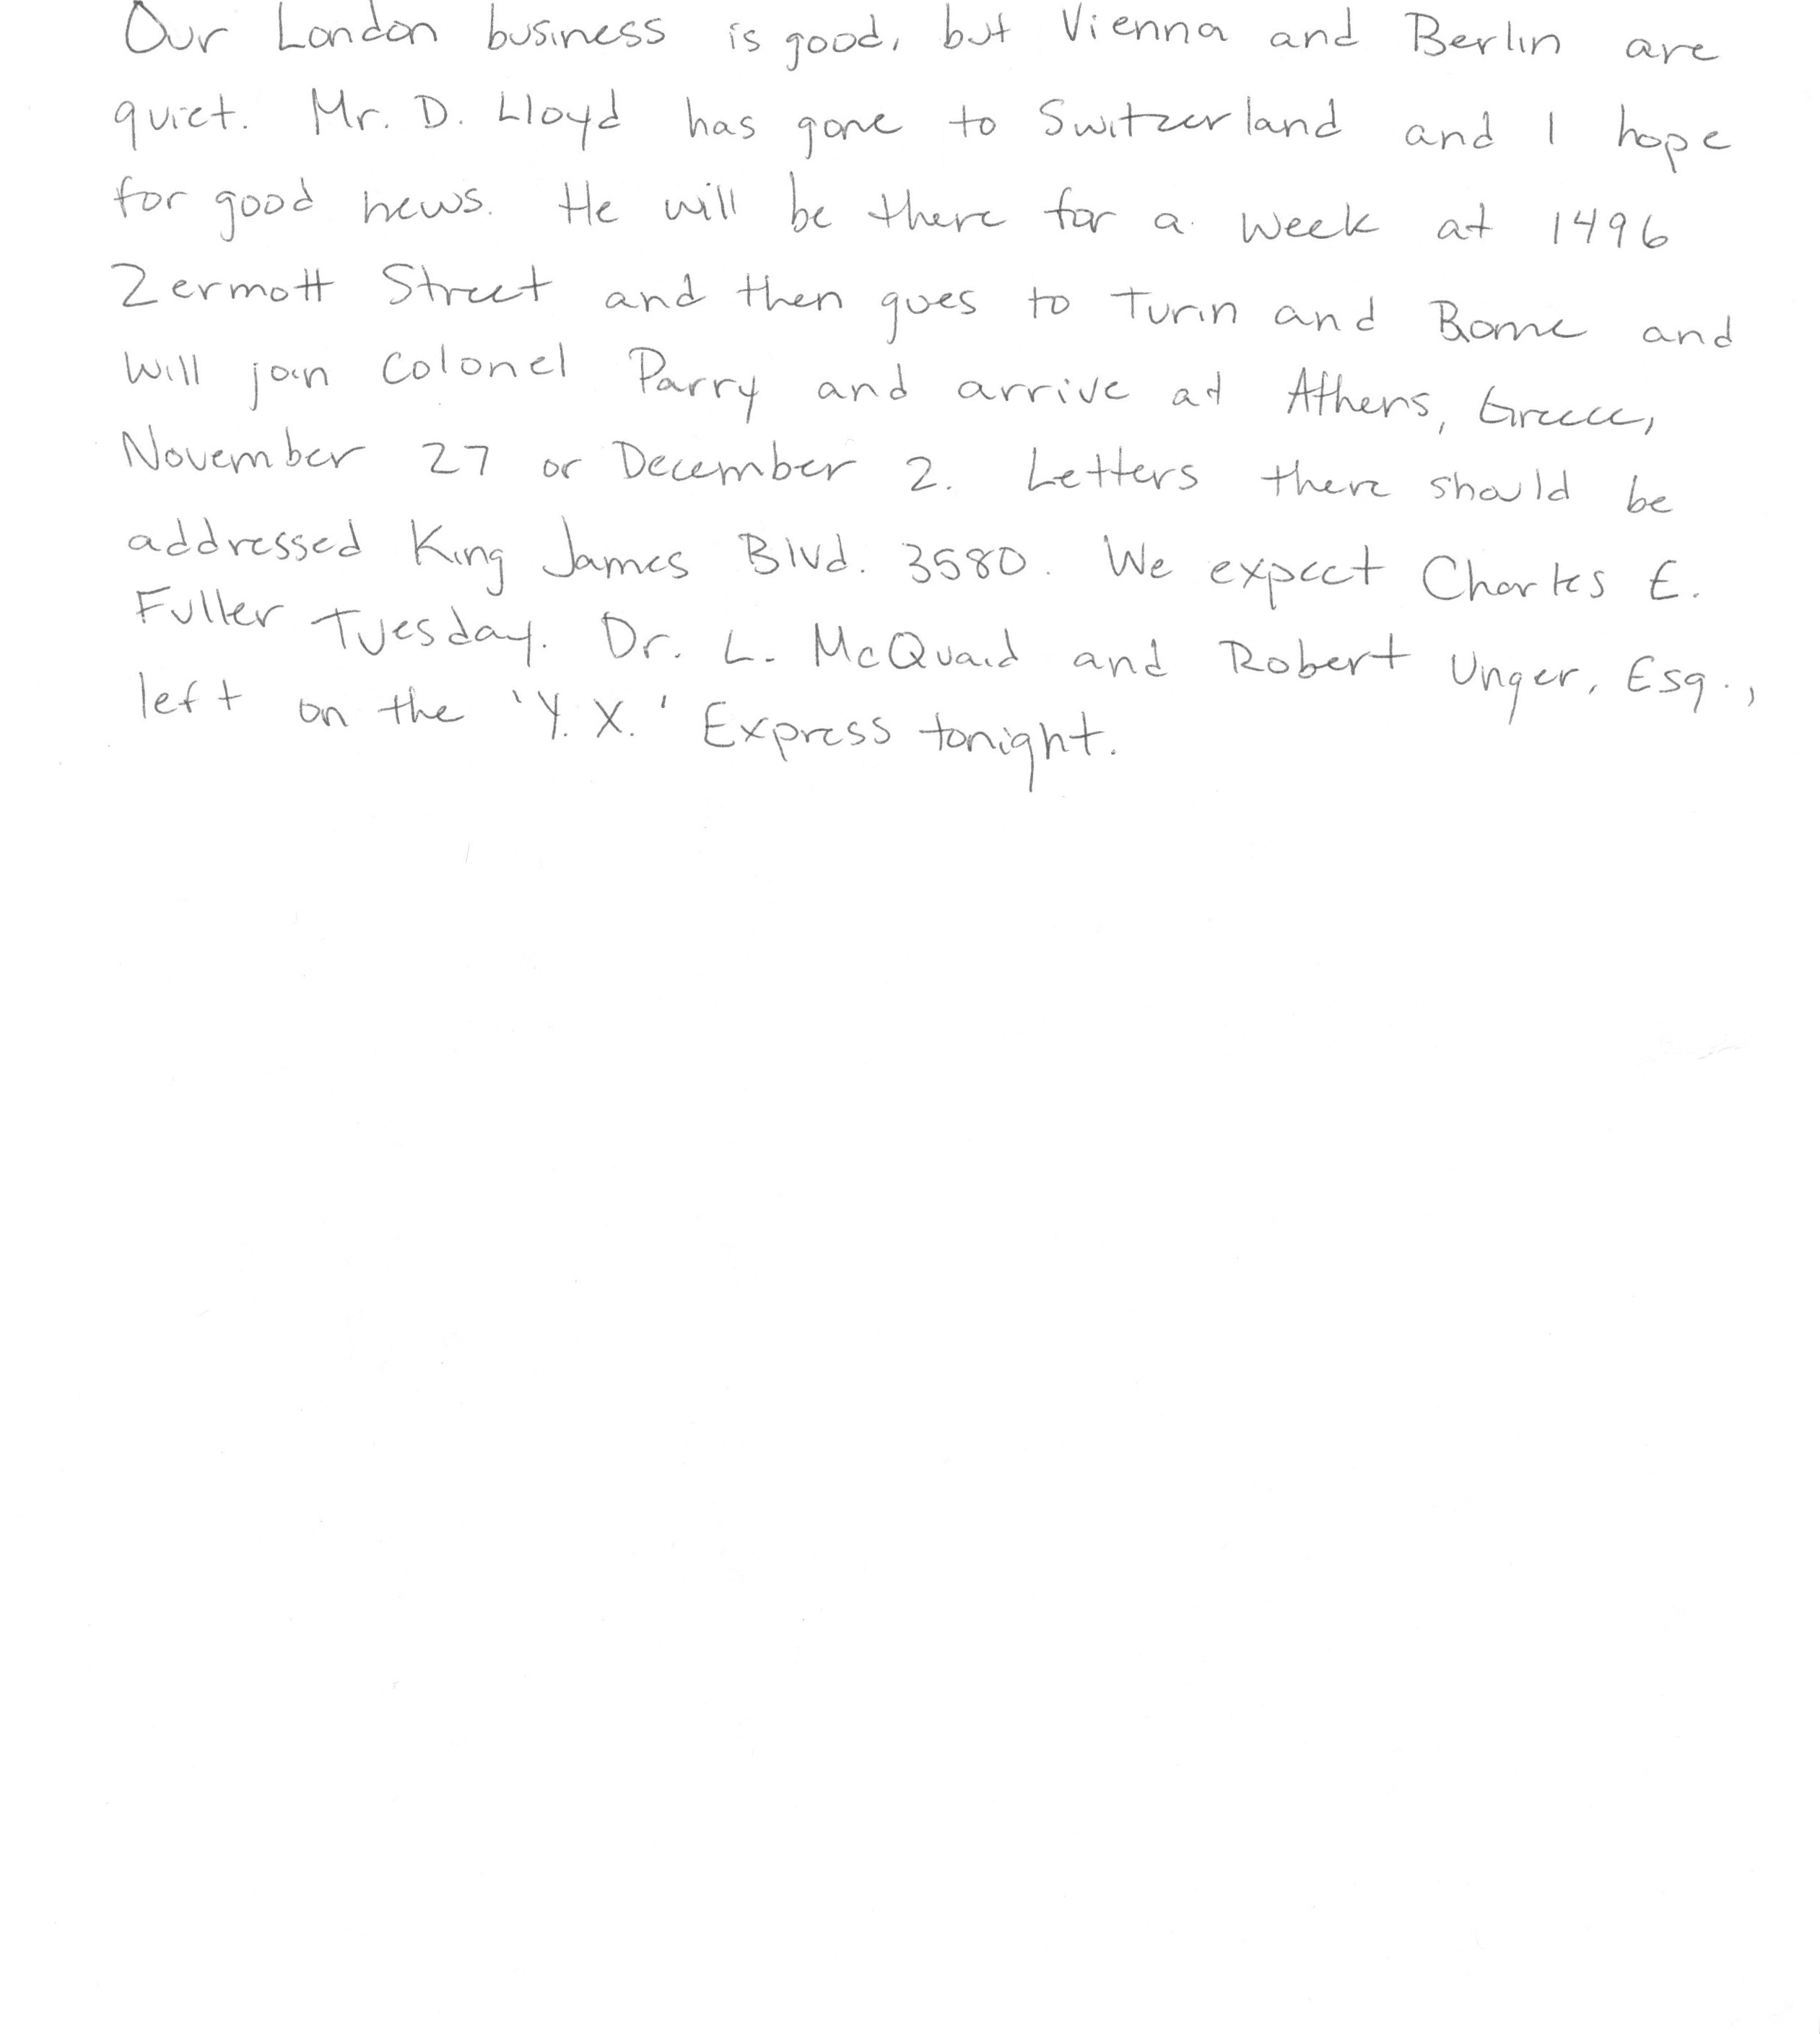 Our London business is good, but Vienna and Berlin are
quiet. Mr. D. Lloyd has gone to Switzerland and I hope
for good news. He will be there for a week at 1496
Zermott Street and then goes to Turin and Rome and
will join Colonel Parry and arrive at Athens, Greece,
November 27 or December 2. Letters there should be
addressed King James Blvd. 3580. We expect Charles E.
Fuller Tuesday. Dr. L. McQuaid and Robert Unger, Esq.,
left on the 'Y. X.' Express tonight.